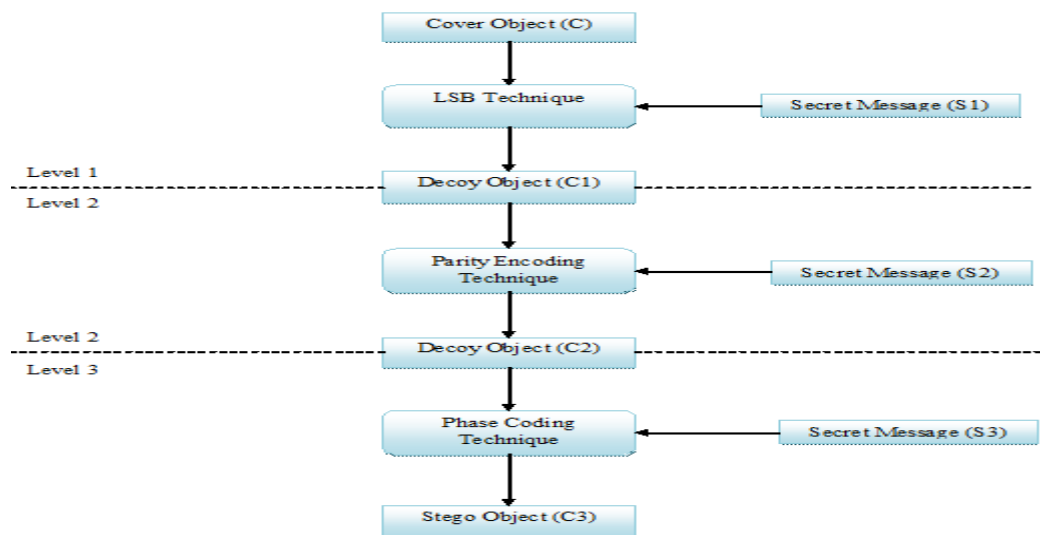 Cover Object (C)
LSB Technique
Secret Message (S1)
Level 1
Decoy Object (C1)
Level 2
Parity Encoding
Technique
Secret Message (S2)
Level 2
Decoy Object (C2)
Level 3
Phase Coding
Technique
Secret Message (S3)
Stego Object (C3)